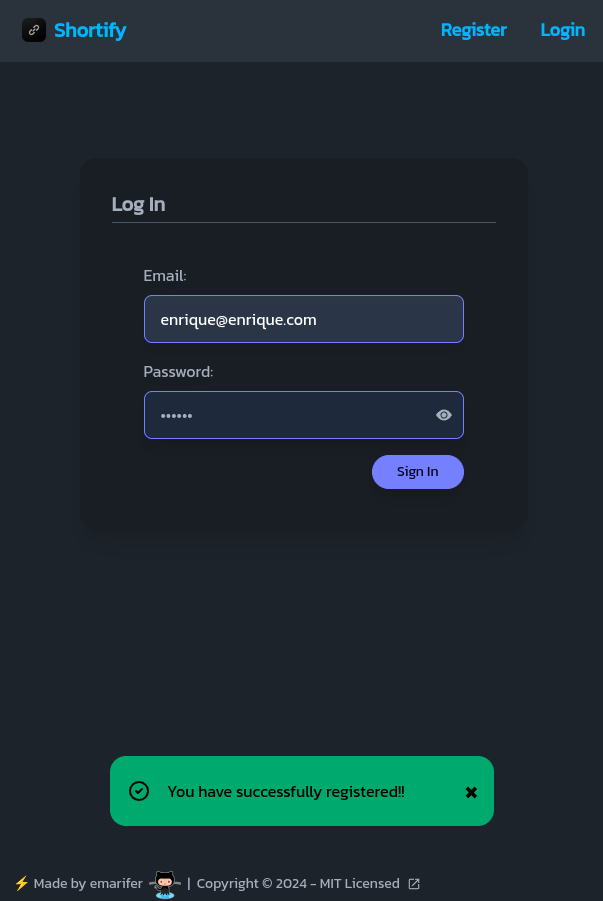 Shortify Register Login
Log In
Email:
enrique@enrique.com
Password:
••••••
Sign In
You have successfully registered!! ✖
⚡ Made by emarifer | Copyright © 2024 - MIT Licensed